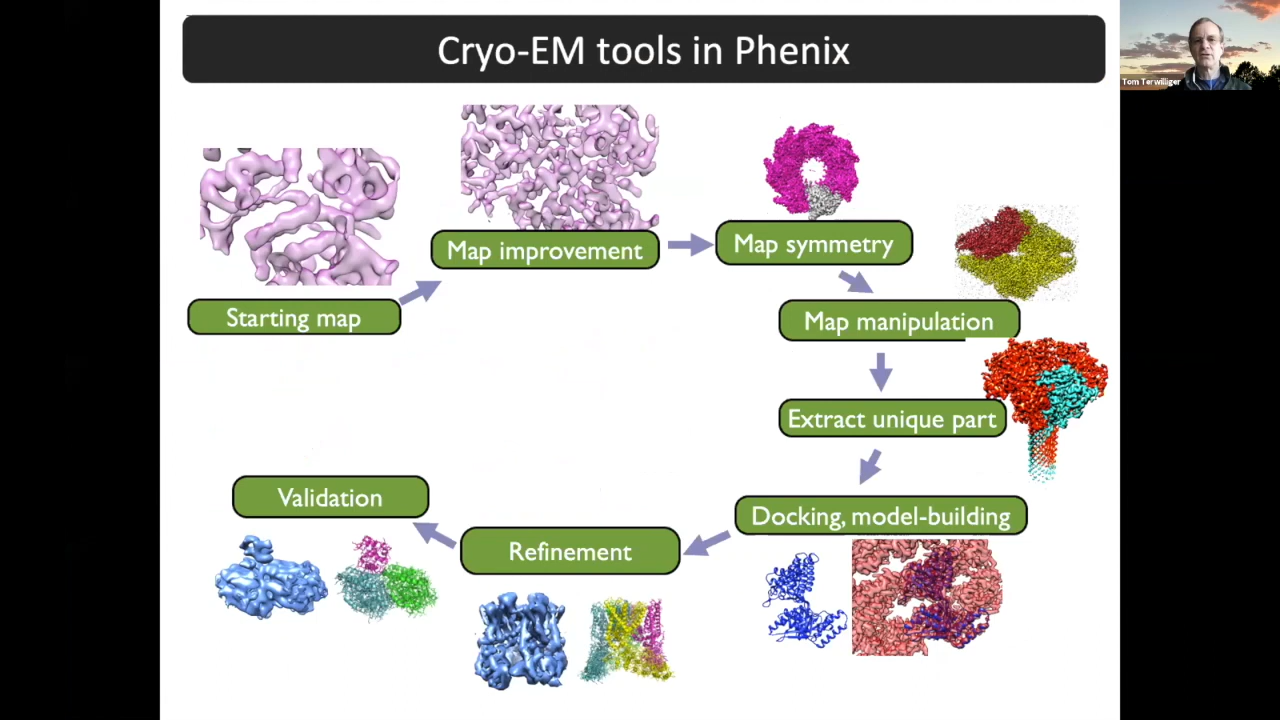 Cryo-EM tools in Phenix
Tom Terwilliger
Starting map
Map improvement
Map symmetry
Map manipulation
Extract unique part
Docking, model-building
Refinement
Validation